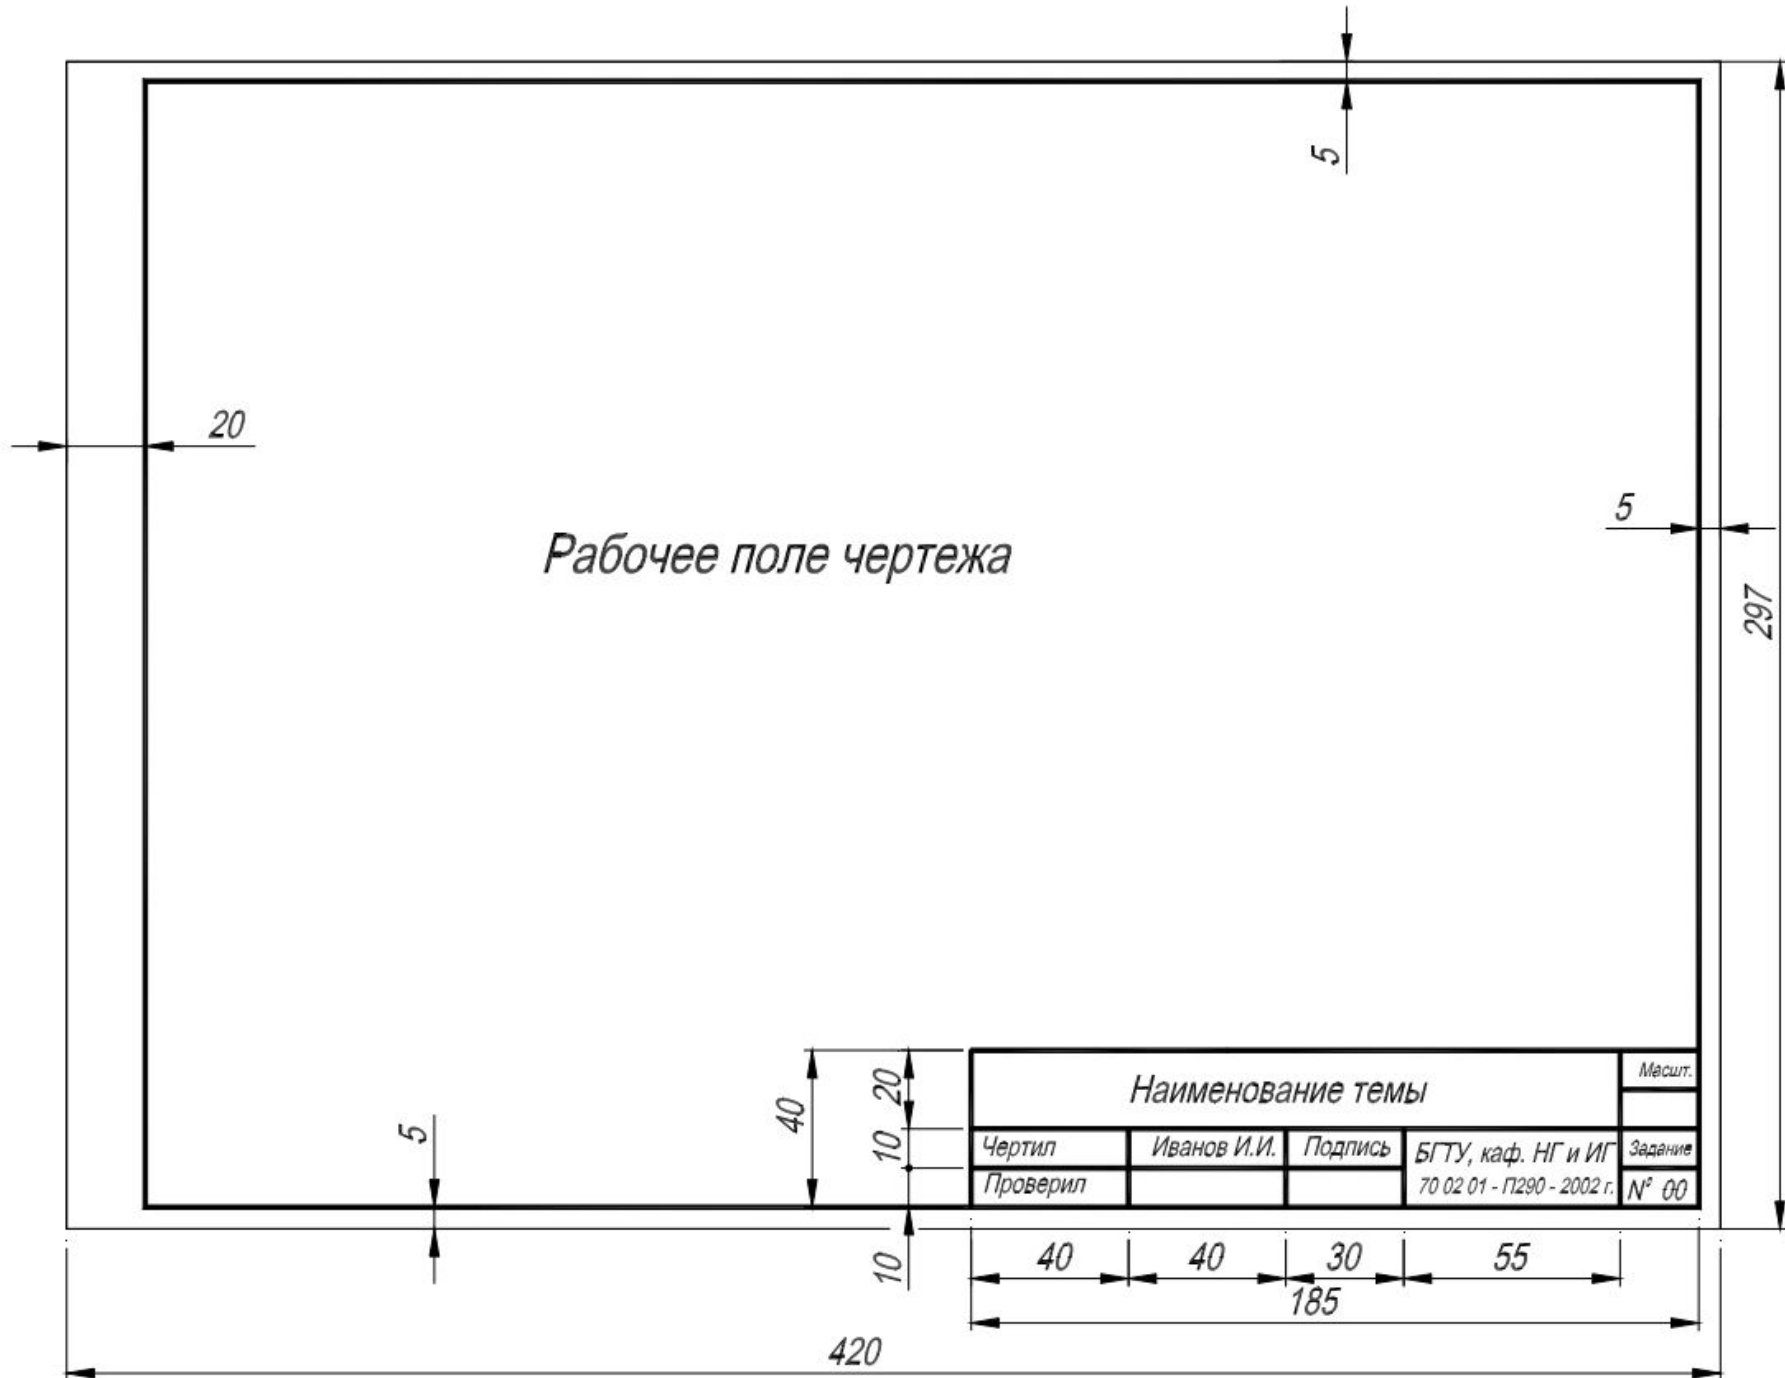 5
20
5
Рабочее поле чертежа
297
Наименование темы
Масшт.
40
20
10
10
5
Чертил
Иванов И.И.
Подпись
БГТУ, каф. НГ и ИГ
70 02 01 - П290 - 2002 г.
Задание
Проверил
№ 00
40
40
30
55
185
420